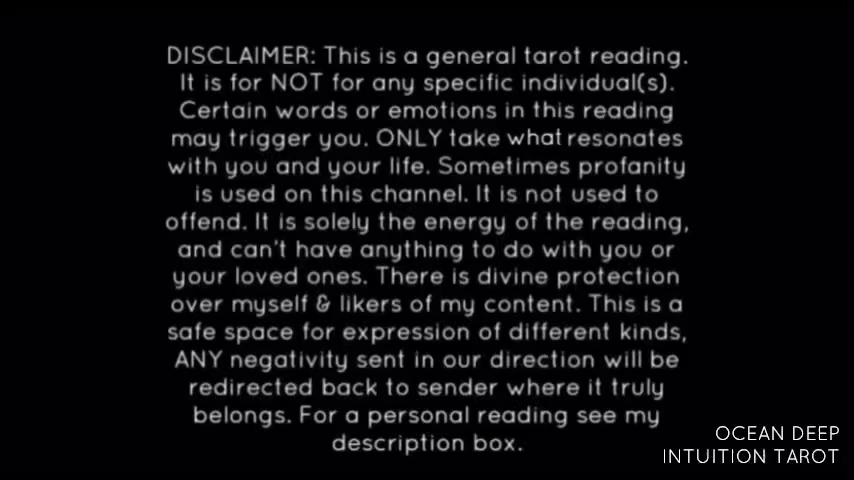 DISCLAIMER: This is a general tarot reading.
It is for NOT for any specific individual(s).
Certain words or emotions in this reading
may trigger you. ONLY take what resonates
with you and your life. Sometimes profanity
is used on this channel. It is not used to
offend. It is solely the energy of the reading,
and can't have anything to do with you or
your loved ones. There is divine protection
over myself & likers of my content. This is a
safe space for expression of different kinds,
ANY negativity sent in our direction will be
redirected back to sender where it truly
belongs. For a personal reading see my
description box.
OCEAN DEEP
INTUITION TAROT